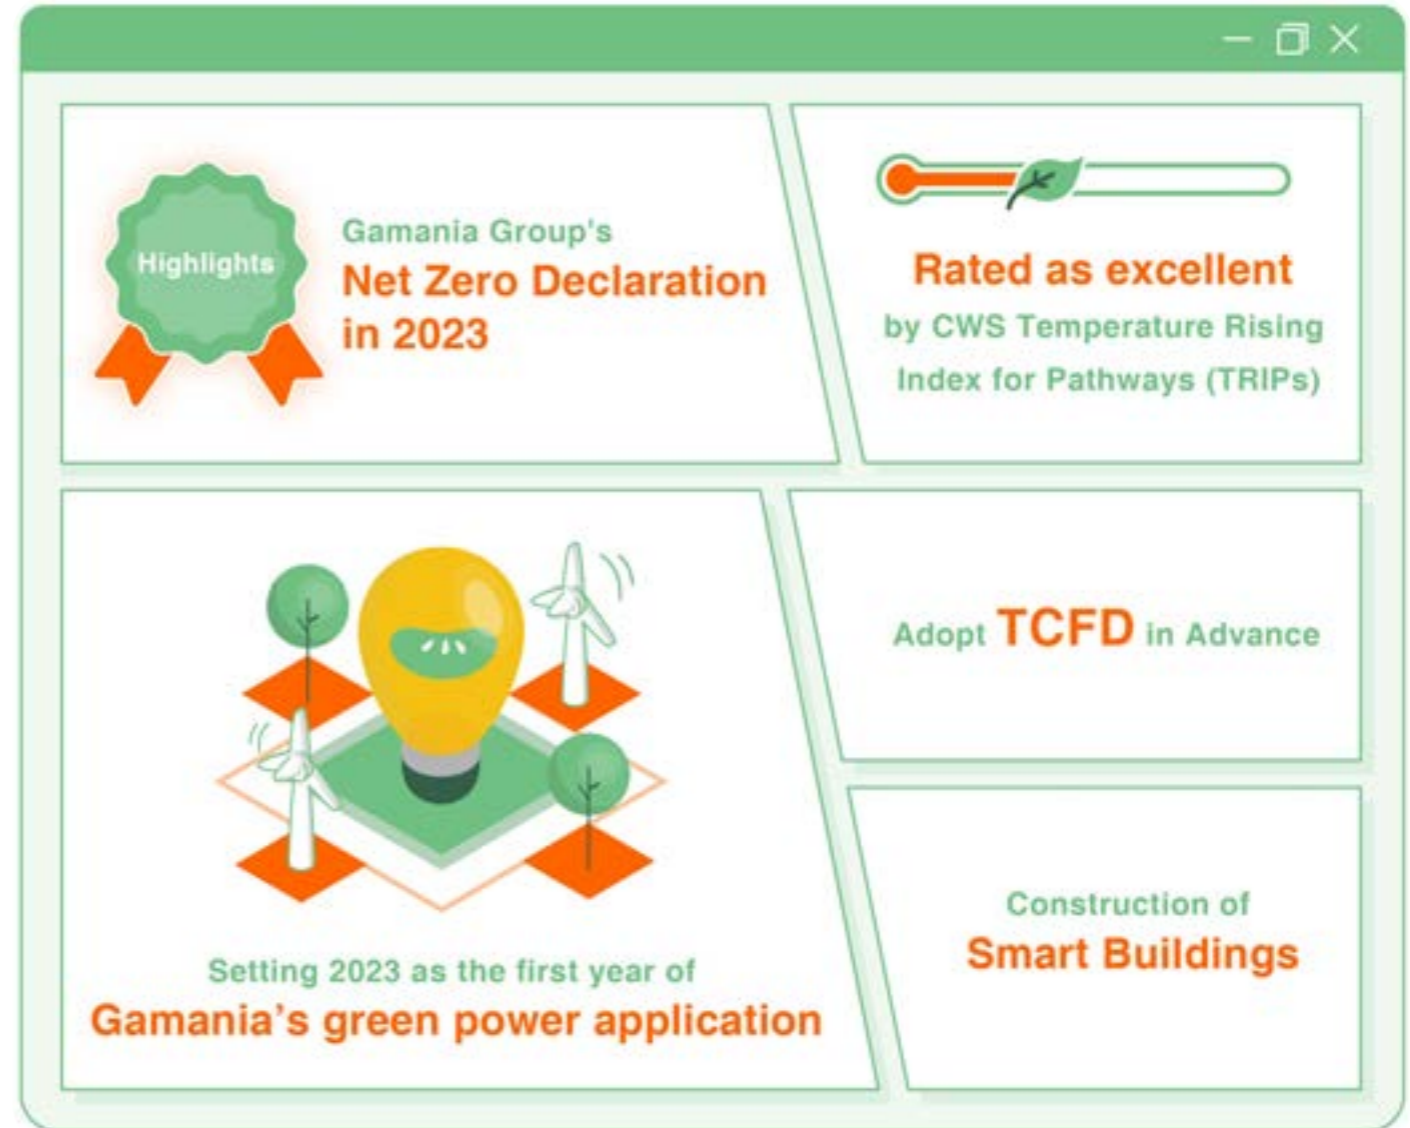 Highlights
Gamania Group's
Net Zero Declaration
in 2023
Rated as excellent
by CWS Temperature Rising
Index for Pathways (TRIPs)
Setting 2023 as the first year of
Gamania’s green power application
Adopt TCFD in Advance
Construction of
Smart Buildings